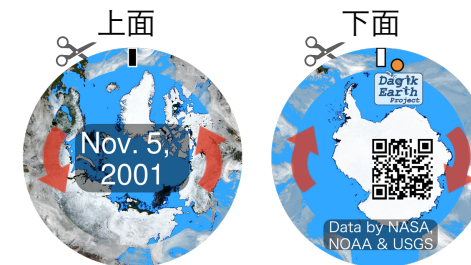 上面
下面
Nov. 5,
2001
Dagik
Earth
Project
Data by NASA,
NOAA & USGS